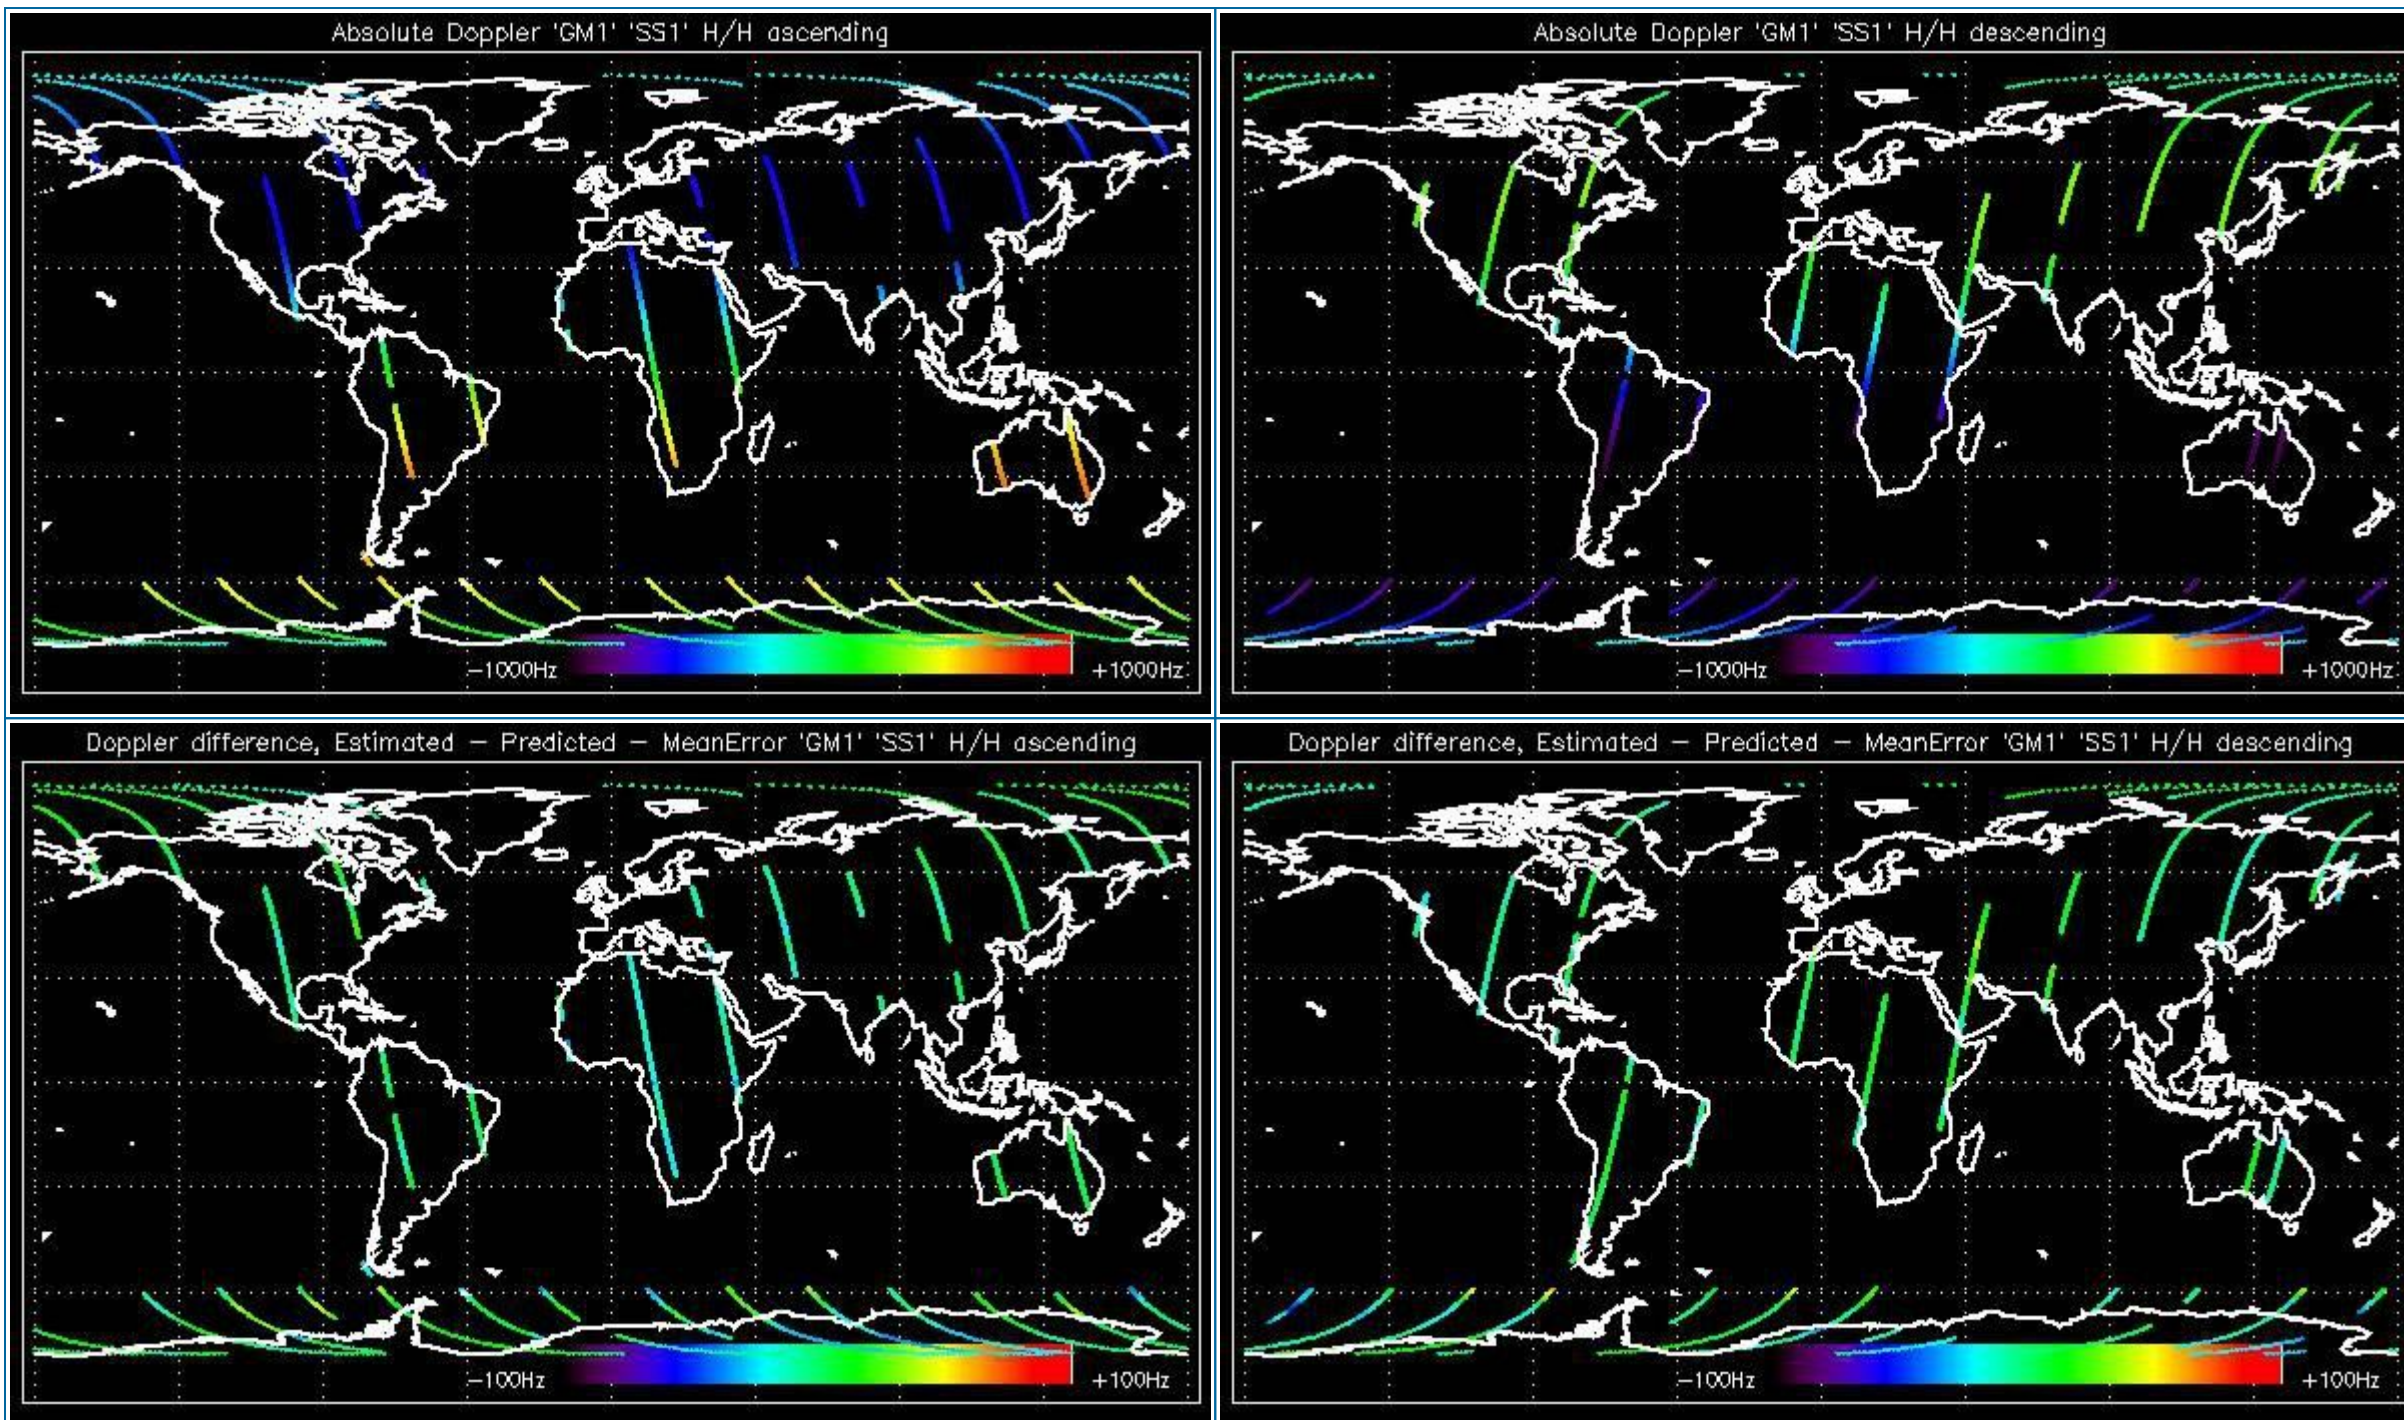 Absolute Doppler 'GM1' 'SS1' H/H ascending
−1000Hz
+1000Hz
Absolute Doppler 'GM1' 'SS1' H/H descending
−1000Hz
+1000Hz
Doppler difference, Estimated − Predicted − MeanError 'GM1' 'SS1' H/H ascending
−100Hz
+100Hz
Doppler difference, Estimated − Predicted − MeanError 'GM1' 'SS1' H/H descending
−100Hz
+100Hz